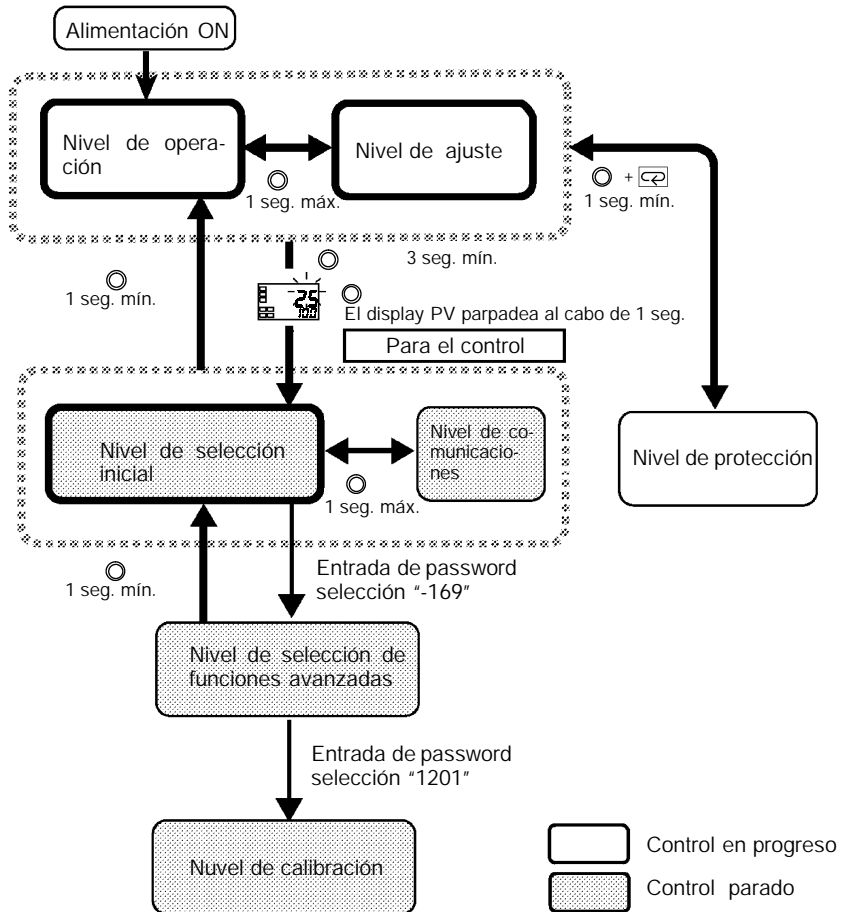 Alimentación ON
Nivel de opera-
ción
Nivel de ajuste
1 seg. máx.
+
1 seg. mín.
1 seg. mín.
3 seg. mín.
25
100
El display PV parpadea al cabo de 1 seg.
Para el control
Nivel de selección
inicial
Nivel de co-
municacio-
nes
1 seg. máx.
Nivel de protección
1 seg. mín.
Entrada de password
selección "-169"
Nivel de selección de
funciones avanzadas
Entrada de password
selección "1201"
Nuvel de calibración
Control en progreso
Control parado